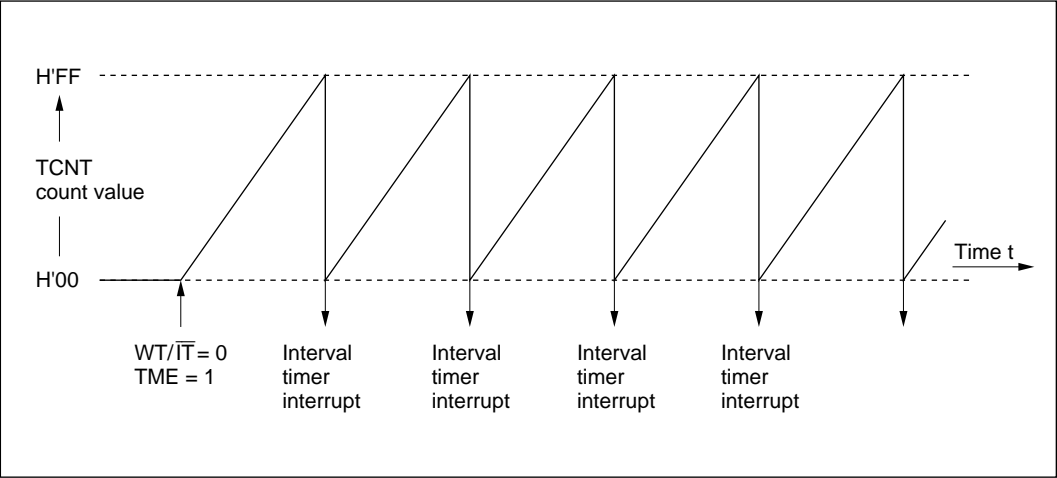 H'FF
TCNT
count value
H'00
Time t
WT/I̅T̅ = 0
TME = 1
Interval
timer
interrupt
Interval
timer
interrupt
Interval
timer
interrupt
Interval
timer
interrupt